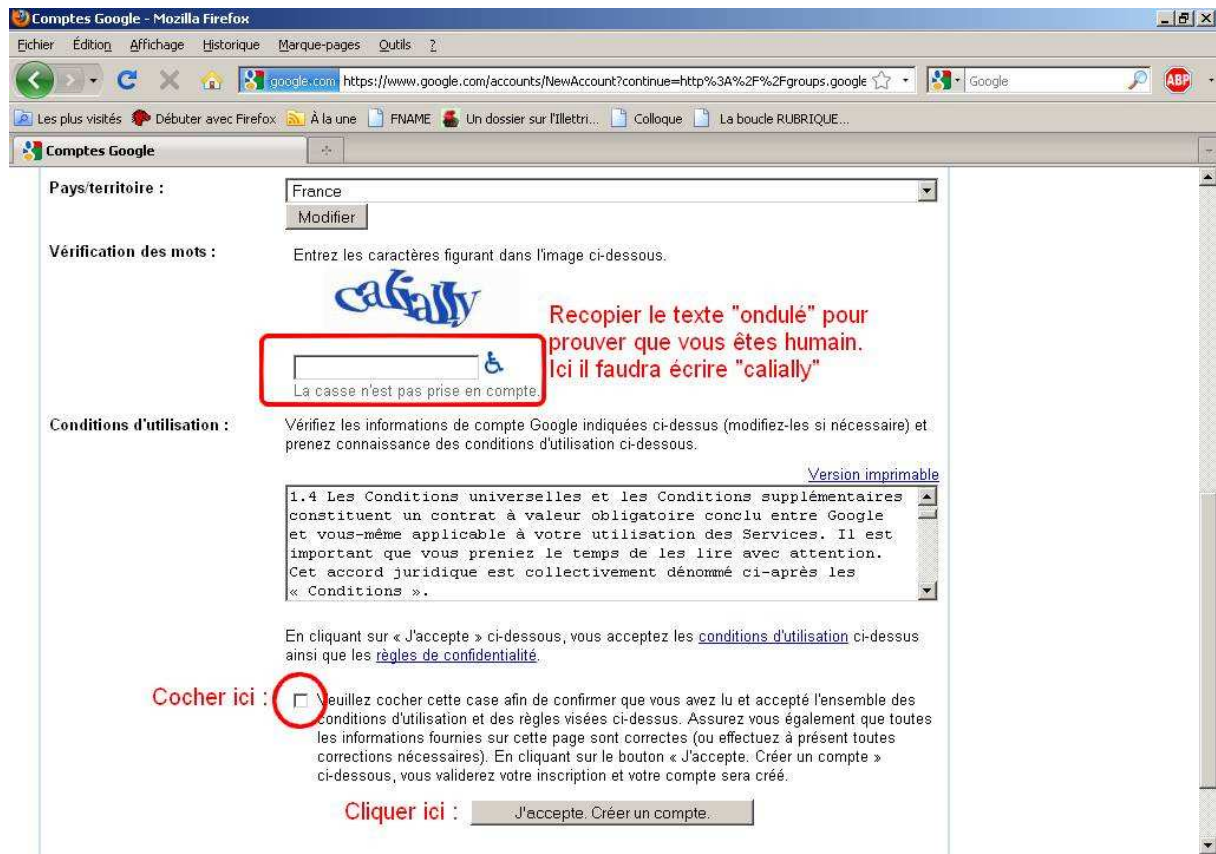 Comptes Google - Mozilla Firefox
Fichier Édition Affichage Historique Marque-pages Outils ?
google.com https://www.google.com/accounts/NewAccount?continue=http%3A%2F%2Fgroups.google Google ABP
Les plus visités Débuter avec Firefox À la une FNAME Un dossier sur l'Illettri... Colloque La boucle RUBRIQUE...
Comptes Google
Pays/territoire : France
Modifier
Vérification des mots : Entrez les caractères figurant dans l'image ci-dessous.
calially
Recopier le texte "ondulé" pour
prouver que vous êtes humain.
Ici il faudra écrire "calially"
La casse n'est pas prise en compte.
Conditions d'utilisation : Vérifiez les informations de compte Google indiquées ci-dessus (modifiez-les si nécessaire) et
prenez connaissance des conditions d'utilisation ci-dessous.
Version imprimable
1.4 Les Conditions universelles et les Conditions supplémentaires
constituent un contrat à valeur obligatoire conclu entre Google
et vous-même applicable à votre utilisation des Services. Il est
important que vous preniez le temps de les lire avec attention.
Cet accord juridique est collectivement dénommé ci-après les
« Conditions ».
En cliquant sur « J'accepte » ci-dessous, vous acceptez les conditions d'utilisation ci-dessus
ainsi que les règles de confidentialité.
Cocher ici : Veuillez cocher cette case afin de confirmer que vous avez lu et accepté l'ensemble des
conditions d'utilisation et des règles visées ci-dessus. Assurez vous également que toutes
les informations fournies sur cette page sont correctes (ou effectuez à présent toutes
corrections nécessaires). En cliquant sur le bouton « J'accepte. Créer un compte »
ci-dessous, vous validerez votre inscription et votre compte sera créé.
Cliquer ici : J'accepte. Créer un compte.